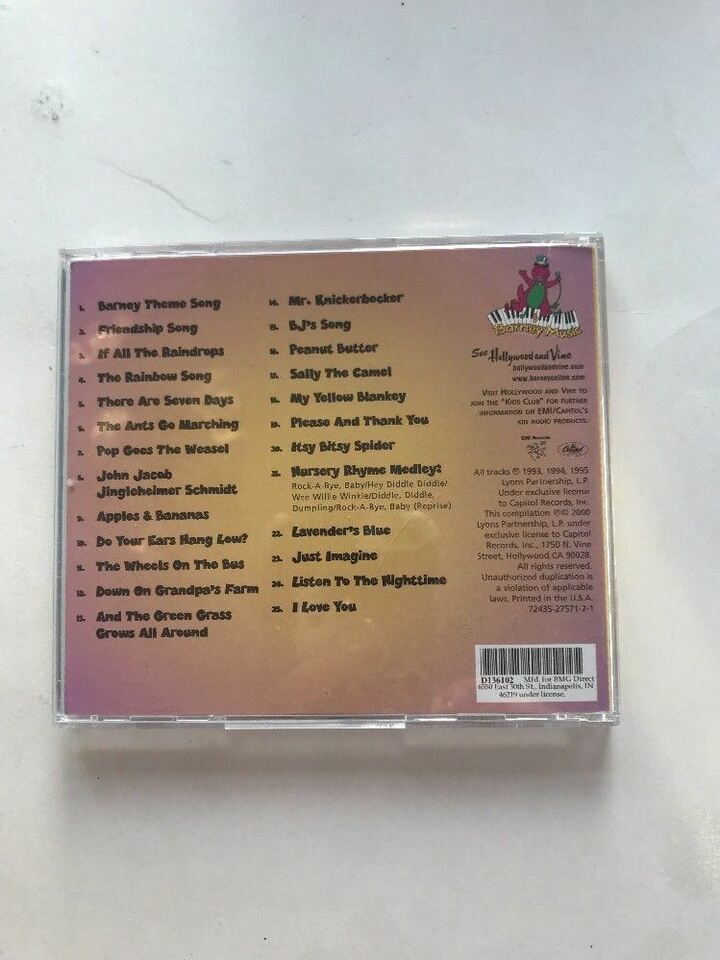 1. Barney Theme Song
2. Friendship Song
3. If All The Raindrops
4. The Rainbow Song
5. There Are Seven Days
6. The Ants Go Marching
7. Pop Goes The Weasel
8. John Jacob
Jingleheimer Schmidt
9. Apples & Bananas
10. Do Your Ears Hang Low?
11. The Wheels On The Bus
12. Down On Grandpa's Farm
13. And The Green Grass
Grows All Around
14. Mr. Knickerbocker
15. BJ's Song
16. Peanut Butter
17. Sally The Camel
18. My Yellow Blankey
19. Please And Thank You
20. Itsy Bitsy Spider
21. Nursery Rhyme Medley:
Rock-A-Bye, Baby/Hey Diddle Diddle/
Wee Willie Winkie/Diddle, Diddle,
Dumpling/Rock-A-Bye, Baby (Reprise)
22. Lavender's Blue
23. Just Imagine
24. Listen To The Nighttime
25. I Love You
Barney Music
See Hollywood and Vine
hollywoodandvine.com
www.barneyonline.com
Visit Hollywood and Vine to
join the "Kids Club" for further
information on EMI/Capitol's
kid audio products.
EMI Records
Capitol
All tracks ℗ 1993, 1994, 1995
Lyons Partnership, L.P.
Under exclusive license
to Capitol Records, Inc.
This compilation ℗© 2000
Lyons Partnership, L.P. under
exclusive license to Capitol
Records, Inc., 1750 N. Vine
Street, Hollywood, CA 90028.
All rights reserved.
Unauthorized duplication is
a violation of applicable
laws. Printed in the U.S.A.
72435-27571-2-1
D136102 Mfd. for BMG Direct
6550 East 30th St., Indianapolis, IN
46219 under license.